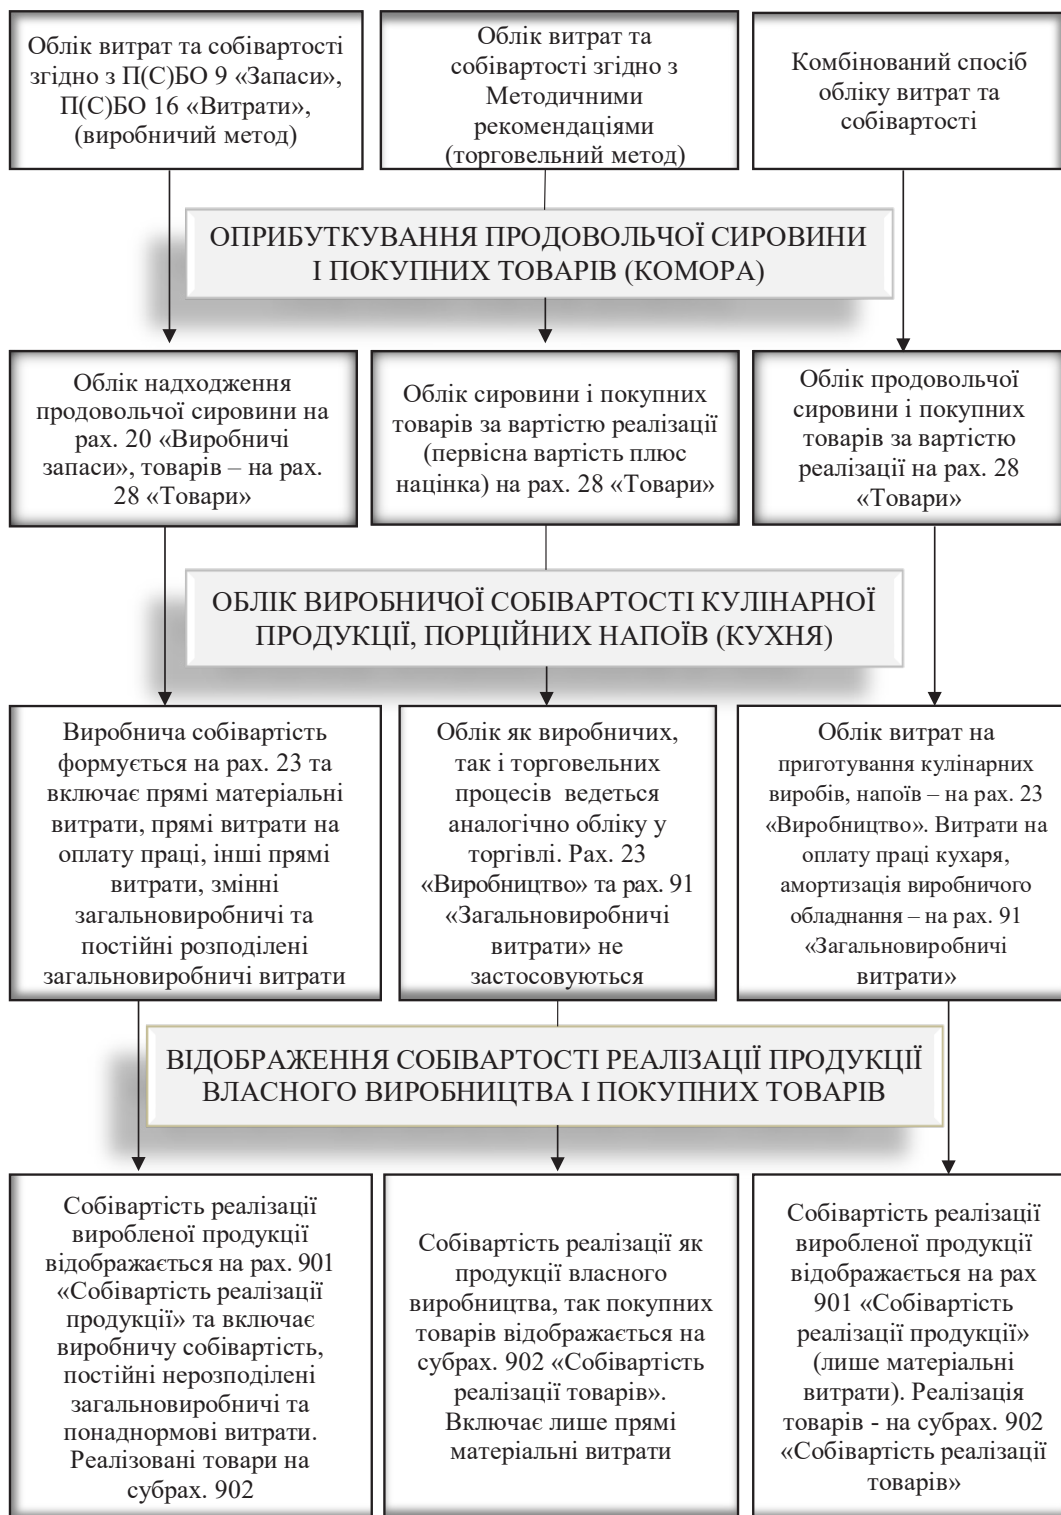 Облік витрат та собівартості
згідно з П(С)БО 9 «Запаси»,
П(С)БО 16 «Витрати»,
(виробничий метод)
Облік витрат та
собівартості згідно з
Методичними
рекомендаціями
(торговельний метод)
Комбінований спосіб
обліку витрат та
собівартості
ОПРИБУТКУВАННЯ ПРОДОВОЛЬЧОЇ СИРОВИНИ
І ПОКУПНИХ ТОВАРІВ (КОМОРА)
Облік надходження
продовольчої сировини на
рах. 20 «Виробничі
запаси», товарів – на рах.
28 «Товари»
Облік сировини і покупних
товарів за вартістю реалізації
(первісна вартість плюс
націнка) на рах. 28 «Товари»
Облік продовольчої
сировини і покупних
товарів за вартістю
реалізації на рах. 28
«Товари»
ОБЛІК ВИРОБНИЧОЇ СОБІВАРТОСТІ КУЛІНАРНОЇ
ПРОДУКЦІЇ, ПОРЦІЙНИХ НАПОЇВ (КУХНЯ)
Виробнича собівартість
формується на рах. 23 та
включає прямі матеріальні
витрати, прямі витрати на
оплату праці, інші прямі
витрати, змінні
загальновиробничі та
постійні розподілені
загальновиробничі витрати
Облік як виробничих,
так і торговельних
процесів ведеться
аналогічно обліку у
торгівлі. Рах. 23
«Виробництво» та рах. 91
«Загальновиробничі
витрати» не
застосовуються
Облік витрат на
приготування кулінарних
виробів, напоїв – на рах. 23
«Виробництво». Витрати на
оплату праці кухаря,
амортизація виробничого
обладнання – на рах. 91
«Загальновиробничі
витрати»
ВІДОБРАЖЕННЯ СОБІВАРТОСТІ РЕАЛІЗАЦІЇ ПРОДУКЦІЇ
ВЛАСНОГО ВИРОБНИЦТВА І ПОКУПНИХ ТОВАРІВ
Собівартість реалізації
виробленої продукції
відображається на рах. 901
«Собівартість реалізації
продукції» та включає
виробничу собівартість,
постійні нерозподілені
загальновиробничі та
понаднормові витрати.
Реалізовані товари на
субрах. 902
Собівартість реалізації як
продукції власного
виробництва, так покупних
товарів відображається на
субрах. 902 «Собівартість
реалізації товарів».
Включає лише прямі
матеріальні витрати
Собівартість реалізації
виробленої продукції
відображається на рах
901 «Собівартість
реалізації продукції»
(лише матеріальні
витрати). Реалізація
товарів - на субрах. 902
«Собівартість реалізації
товарів»